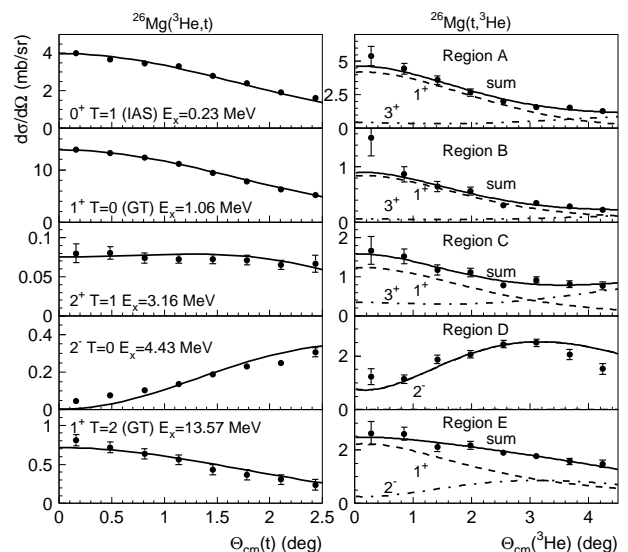 ²⁶Mg(³He,t)
dσ/dΩ (mb/sr)
4
2
0
0⁺ T=1 (IAS) Eₓ=0.23 MeV
10
0
1⁺ T=0 (GT) Eₓ=1.06 MeV
0.1
0.05
0
2⁺ T=1 Eₓ=3.16 MeV
0.4
0.2
0
2⁻ T=0 Eₓ=4.43 MeV
1.0
0.5
0
1⁺ T=2 (GT) Eₓ=13.57 MeV
0 0.5 1.0 1.5 2.0 2.5
Θcm(t) (deg)
²⁶Mg(t,³He)
5
2.5
Region A
sum
3⁺ 1⁺
0
1
0
Region B
sum
3⁺ 1⁺
2
1
0
Region C
sum
3⁺ 1⁺
2
0
Region D
2⁻
2
0
Region E
sum
1⁺
2⁻
0 1 2 3 4
Θcm(³He) (deg)